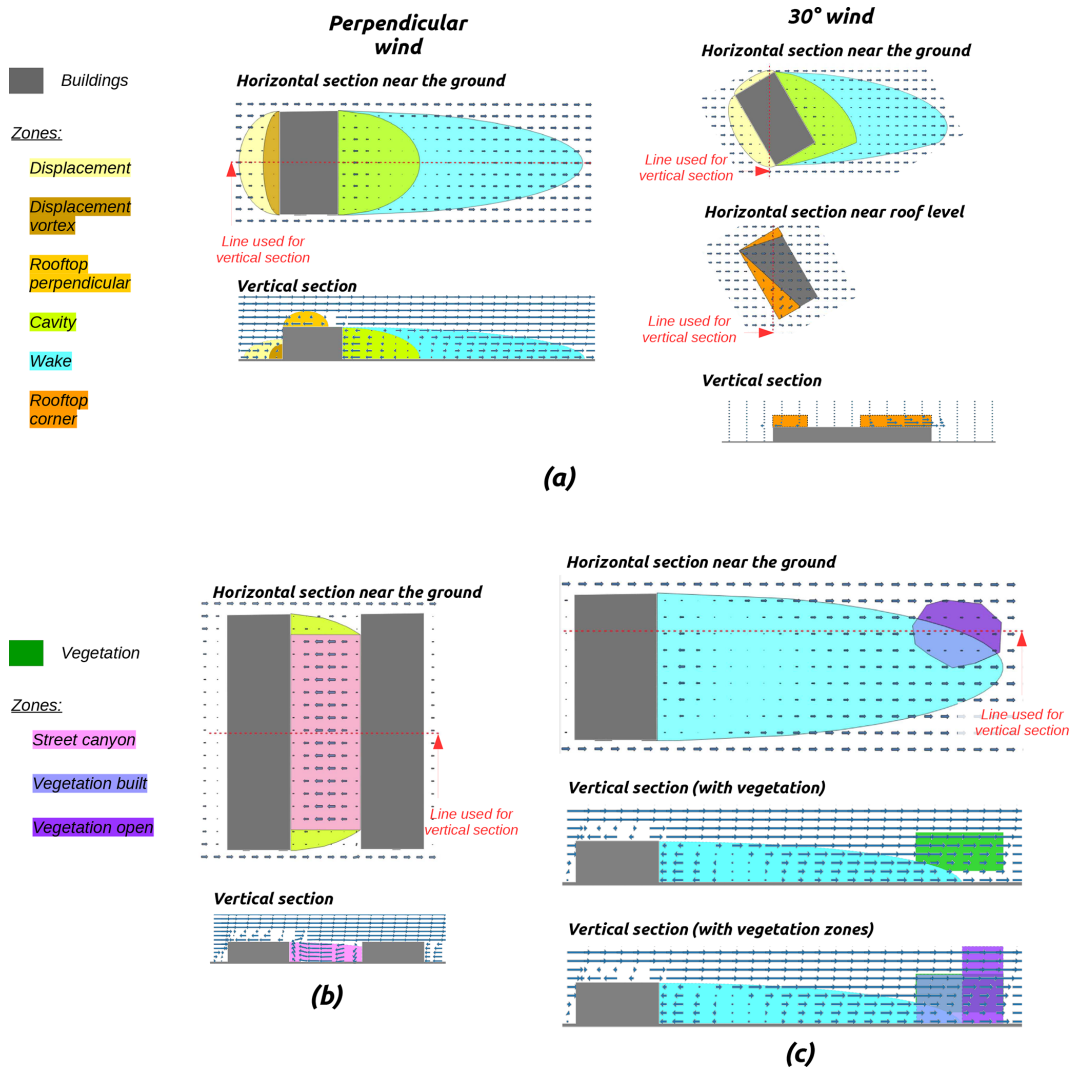 Perpendicular
wind
30° wind
Horizontal section near the ground
Horizontal section near the ground
Buildings
Zones:
Displacement
Displacement
vortex
Rooftop
perpendicular
Cavity
Wake
Rooftop
corner
Line used for
vertical section
Vertical section
Line used for
vertical section
Horizontal section near roof level
Line used for
vertical section
Vertical section
(a)
Horizontal section near the ground
Vegetation
Zones:
Street canyon
Vegetation built
Vegetation open
Line used for
vertical section
Vertical section
(b)
Horizontal section near the ground
Line used for
vertical section
Vertical section (with vegetation)
Vertical section (with vegetation zones)
(c)